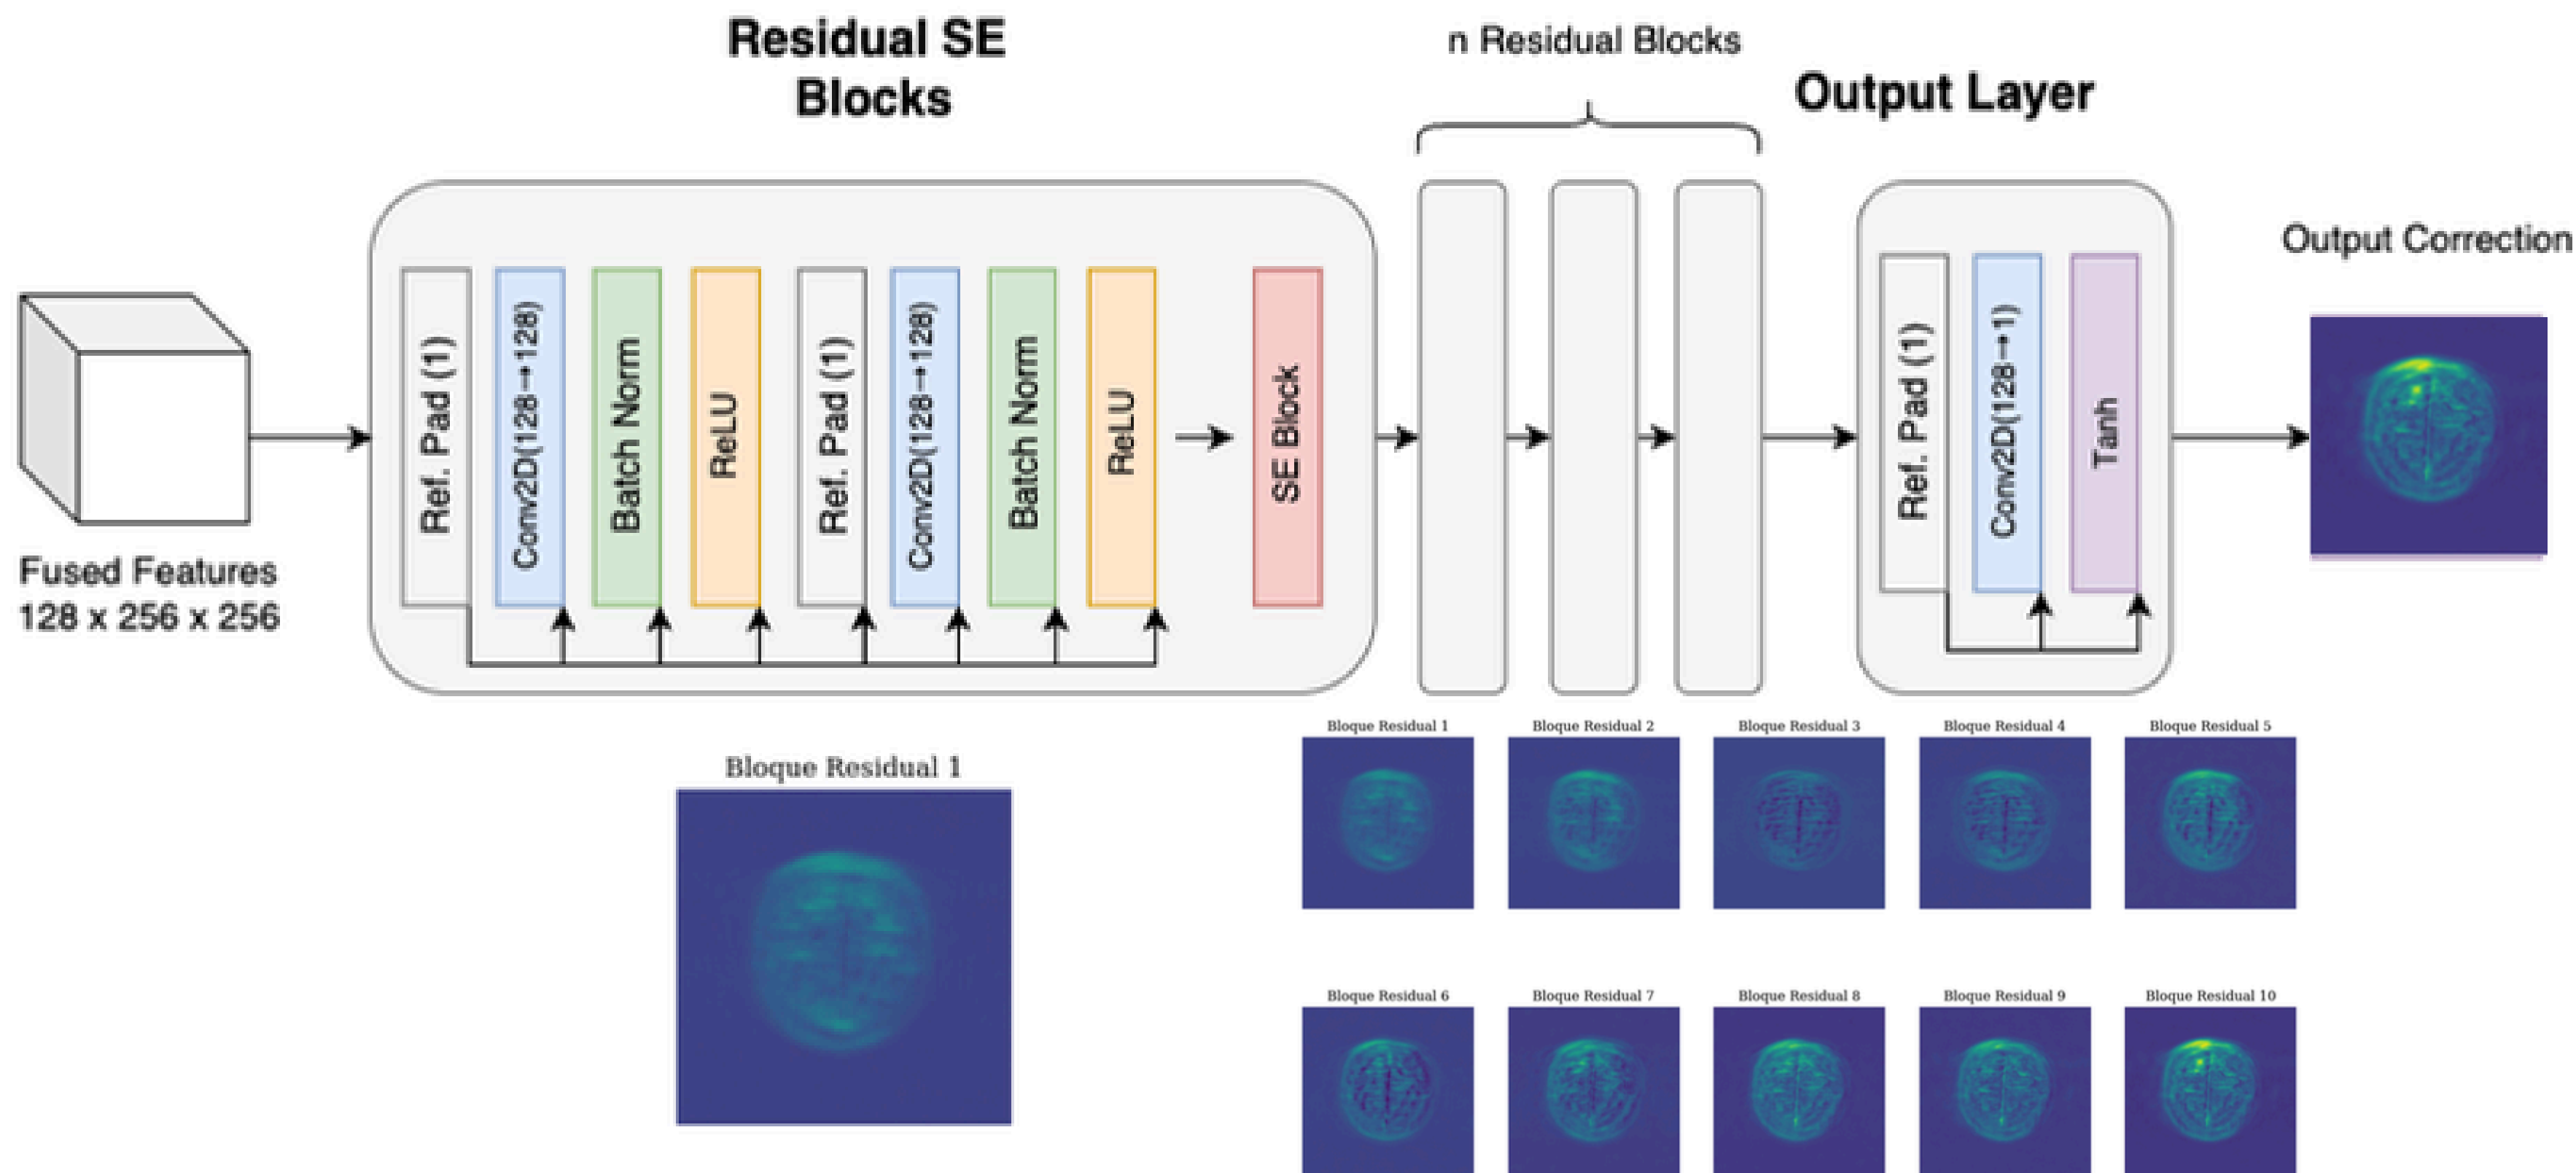 Residual SE
Blocks
n Residual Blocks
Output Layer
Output Correction
Fused Features
128 x 256 x 256
Ref. Pad (1)
Conv2D(128→128)
Batch Norm
ReLU
Ref. Pad (1)
Conv2D(128→128)
Batch Norm
ReLU
SE Block
Ref. Pad (1)
Conv2D(128→1)
Tanh
Bloque Residual 1
Bloque Residual 1
Bloque Residual 2
Bloque Residual 3
Bloque Residual 4
Bloque Residual 5
Bloque Residual 6
Bloque Residual 7
Bloque Residual 8
Bloque Residual 9
Bloque Residual 10